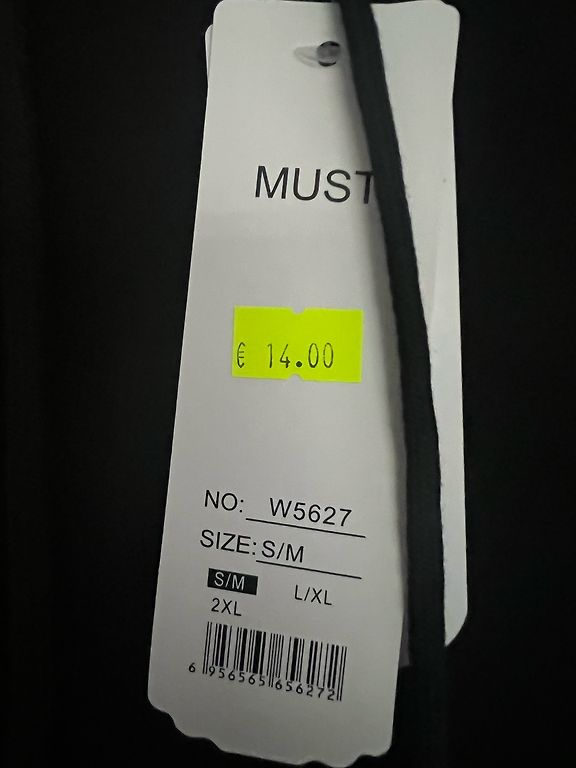 MUST
€ 14.00
NO: W5627
SIZE: S/M
S/M L/XL
2XL
6 956565 656272